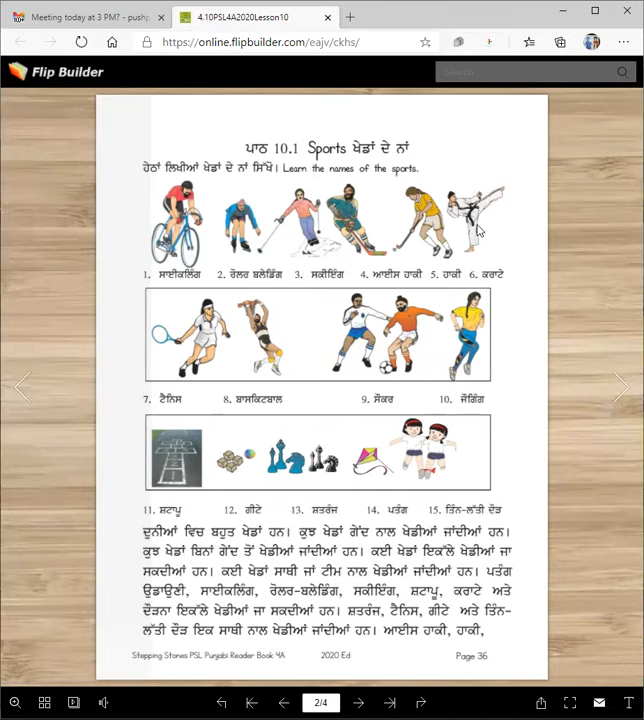 Meeting today at 3 PM? - pushp
4.10PSL4A2020Lesson10
https://online.flipbuilder.com/eajv/ckhs/
Flip Builder
Search
ਪਾਠ 10.1 Sports ਖੇਡਾਂ ਦੇ ਨਾਂ
ਹੇਠਾਂ ਲਿਖੀਆਂ ਖੇਡਾਂ ਦੇ ਨਾਂ ਸਿੱਖੋ। Learn the names of the sports.
1. ਸਾਈਕਲਿੰਗ 2. ਰੋਲਰ ਬਲੇਡਿੰਗ 3. ਸਕੀਇੰਗ 4. ਆਈਸ ਹਾਕੀ 5. ਹਾਕੀ 6. ਕਰਾਟੇ
7. ਟੈਨਿਸ 8. ਬਾਸਕਿਟਬਾਲ 9. ਸੌਕਰ 10. ਜੌਗਿੰਗ
11. ਸ਼ਟਾਪੂ 12. ਗੀਟੇ 13. ਸ਼ਤਰੰਜ 14. ਪਤੰਗ 15. ਤਿੰਨ-ਲੱਤੀ ਦੌੜ
ਦੁਨੀਆਂ ਵਿਚ ਬਹੁਤ ਖੇਡਾਂ ਹਨ। ਕੁਝ ਖੇਡਾਂ ਗੇਂਦ ਨਾਲ ਖੇਡੀਆਂ ਜਾਂਦੀਆਂ ਹਨ।
ਕੁਝ ਖੇਡਾਂ ਬਿਨਾਂ ਗੇਂਦ ਤੋਂ ਖੇਡੀਆਂ ਜਾਂਦੀਆਂ ਹਨ। ਕਈ ਖੇਡਾਂ ਇਕੱਲੇ ਖੇਡੀਆਂ ਜਾ
ਸਕਦੀਆਂ ਹਨ। ਕਈ ਖੇਡਾਂ ਸਾਥੀ ਜਾਂ ਟੀਮ ਨਾਲ ਖੇਡੀਆਂ ਜਾਂਦੀਆਂ ਹਨ। ਪਤੰਗ
ਉਡਾਉਣੀ, ਸਾਈਕਲਿੰਗ, ਰੋਲਰ-ਬਲੇਡਿੰਗ, ਸਕੀਇੰਗ, ਸ਼ਟਾਪੂ, ਕਰਾਟੇ ਅਤੇ
ਦੌੜਨਾ ਇਕੱਲੇ ਖੇਡੀਆਂ ਜਾ ਸਕਦੀਆਂ ਹਨ। ਸ਼ਤਰੰਜ, ਟੈਨਿਸ, ਗੀਟੇ ਅਤੇ ਤਿੰਨ-
ਲੱਤੀ ਦੌੜ ਇਕ ਸਾਥੀ ਨਾਲ ਖੇਡੀਆਂ ਜਾਂਦੀਆਂ ਹਨ। ਆਈਸ ਹਾਕੀ, ਹਾਕੀ,
Stepping Stones PSL Punjabi Reader Book 4A 2020 Ed Page 36
2/4